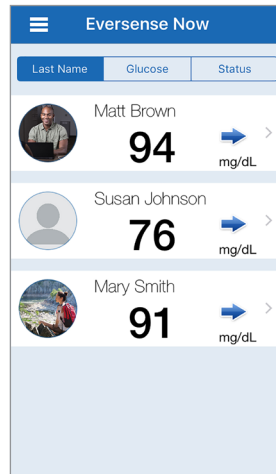 Eversense Now
Last Name Glucose Status
Matt Brown
94
mg/dL
Susan Johnson
76
mg/dL
Mary Smith
91
mg/dL